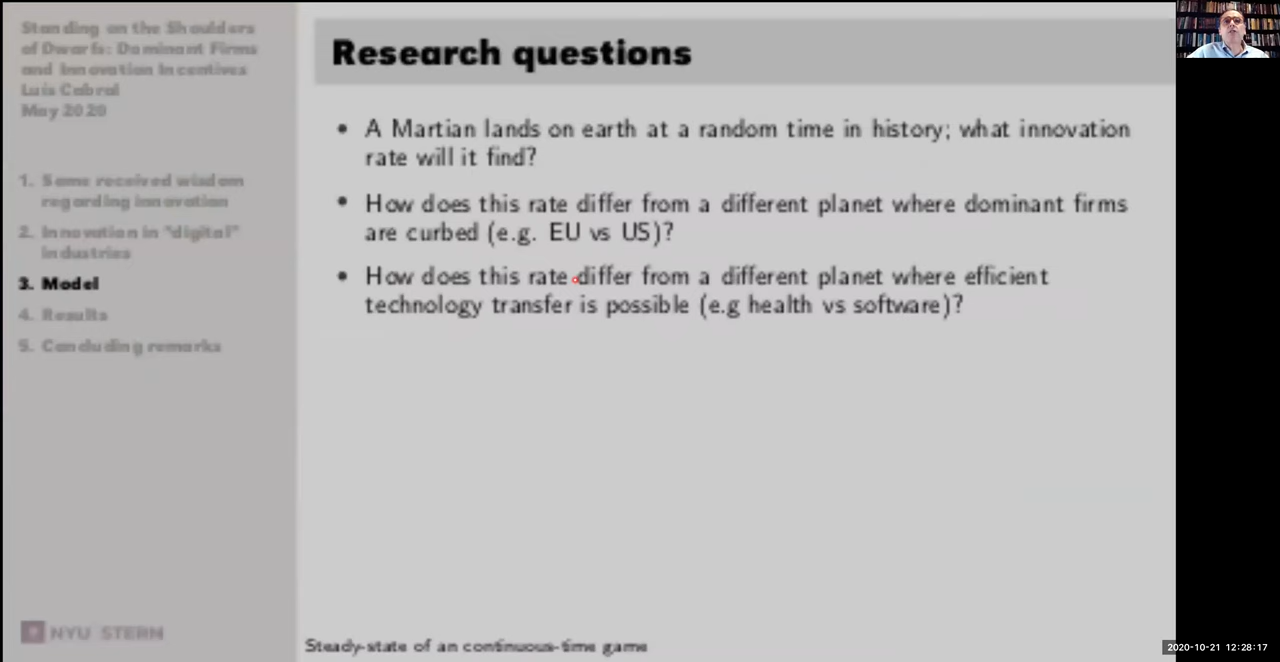 Standing on the Shoulders
of Dwarfs: Dominant Firms
and Innovation Incentives
Luís Cabral
May 2020
1. Some received wisdom
regarding innovation
2. Innovation in "digital"
industries
3. Model
4. Results
5. Concluding remarks
NYU STERN
Research questions
• A Martian lands on earth at a random time in history; what innovation
rate will it find?
• How does this rate differ from a different planet where dominant firms
are curbed (e.g. EU vs US)?
• How does this rate differ from a different planet where efficient
technology transfer is possible (e.g health vs software)?
Steady-state of an continuous-time game
2020-10-21 12:28:17